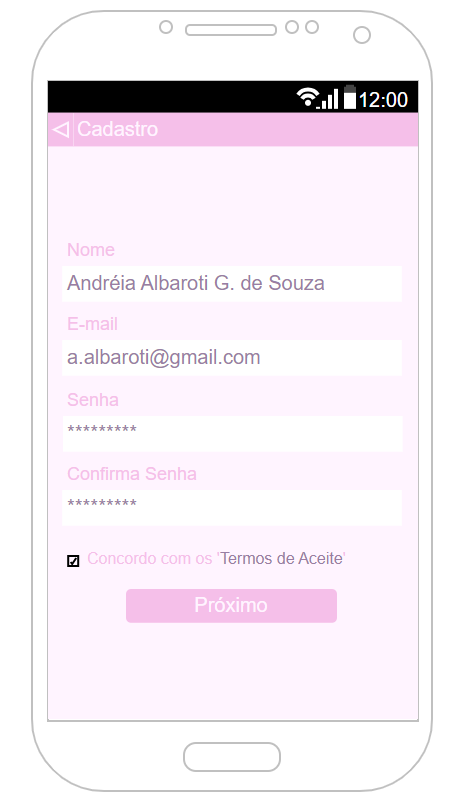 12:00
Cadastro
Nome
Andréia Albaroti G. de Souza
E-mail
a.albaroti@gmail.com
Senha
*********
Confirma Senha
*********
Concordo com os 'Termos de Aceite'
Próximo